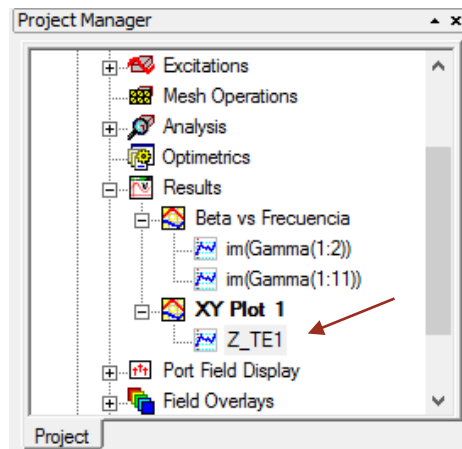 Project Manager
Excitations
Mesh Operations
Analysis
Optimetrics
Results
Beta vs Frecuencia
im(Gamma(1:2))
im(Gamma(1:11))
XY Plot 1
Z_TE1
Port Field Display
Field Overlays
Project